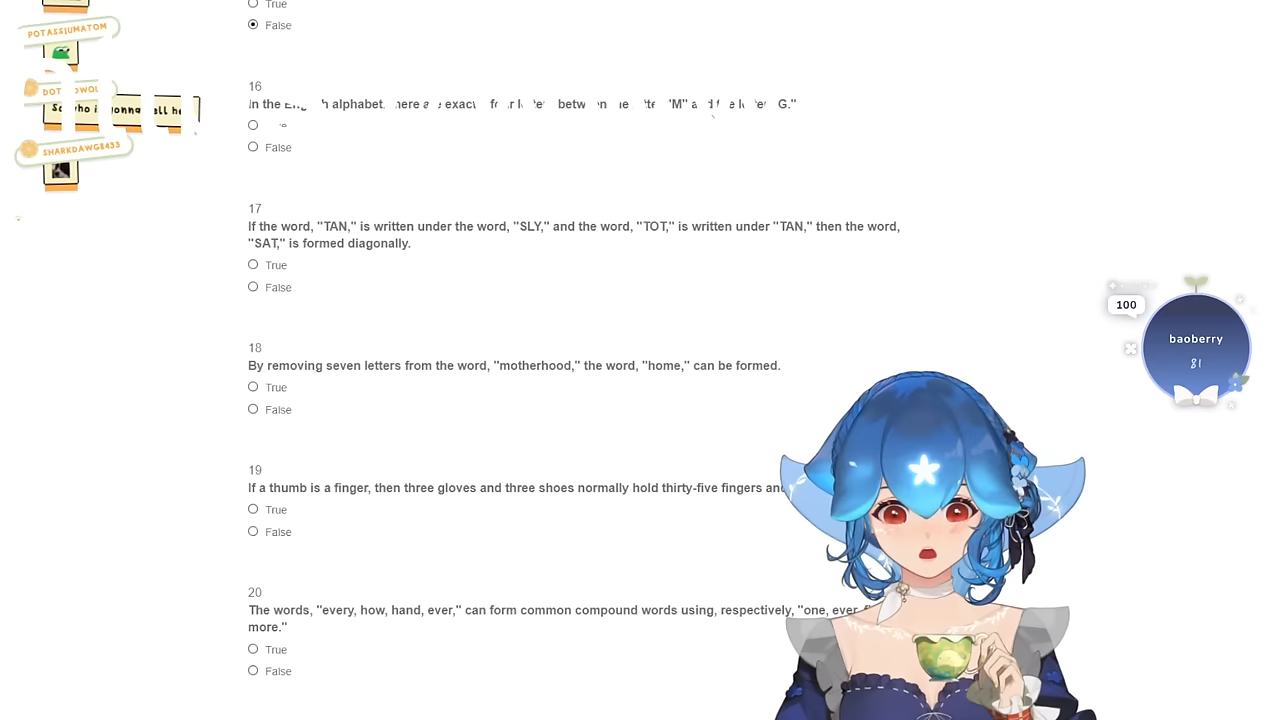 True
POTASSIUMATOM
False
16
In the alphabet, "M" G."
False
SHARKDAWG8433
17
If the word, "TAN," is written under the word, "SLY," and the word, "TOT," is written under "TAN," then the word,
"SAT," is formed diagonally.
True
False
100
baoberry
81
18
By removing seven letters from the word, "motherhood," the word, "home," can be formed.
True
False
19
If a thumb is a finger, then three gloves and three shoes normally hold thirty-five fingers
True
False
20
The words, "every, how, hand, ever," can form common compound words using, respectively, "one, ever,
more."
True
False